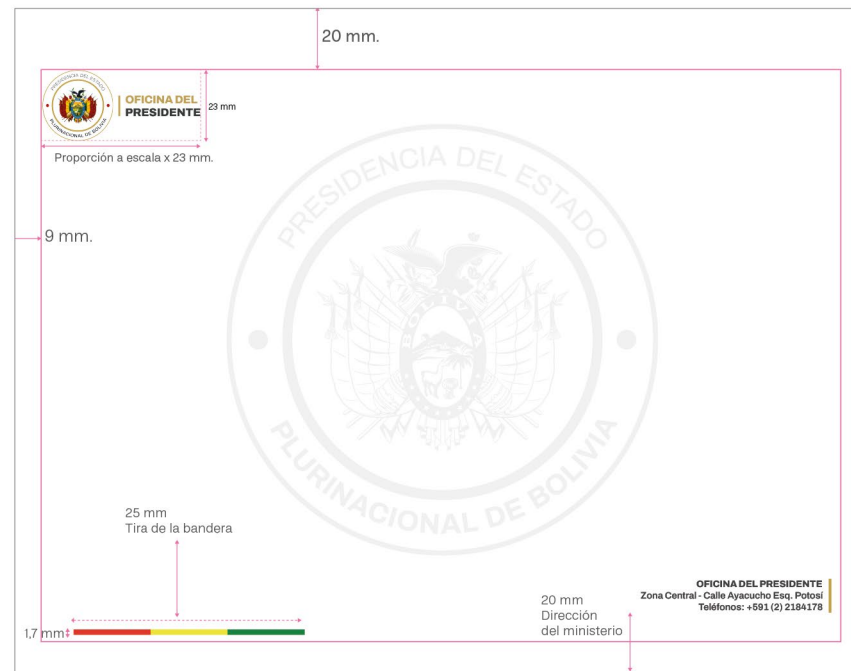 20 mm.
PRESIDENCIA DEL ESTADO
PLURINACIONAL DE BOLIVIA
OFICINA DEL
PRESIDENTE
23 mm
Proporción a escala x 23 mm.
9 mm.
PRESIDENCIA DEL ESTADO
BOLIVIA
PLURINACIONAL DE BOLIVIA
25 mm
Tira de la bandera
1,7 mm
20 mm
Dirección
del ministerio
OFICINA DEL PRESIDENTE
Zona Central - Calle Ayacucho Esq. Potosí
Teléfonos: +591 (2) 2184178